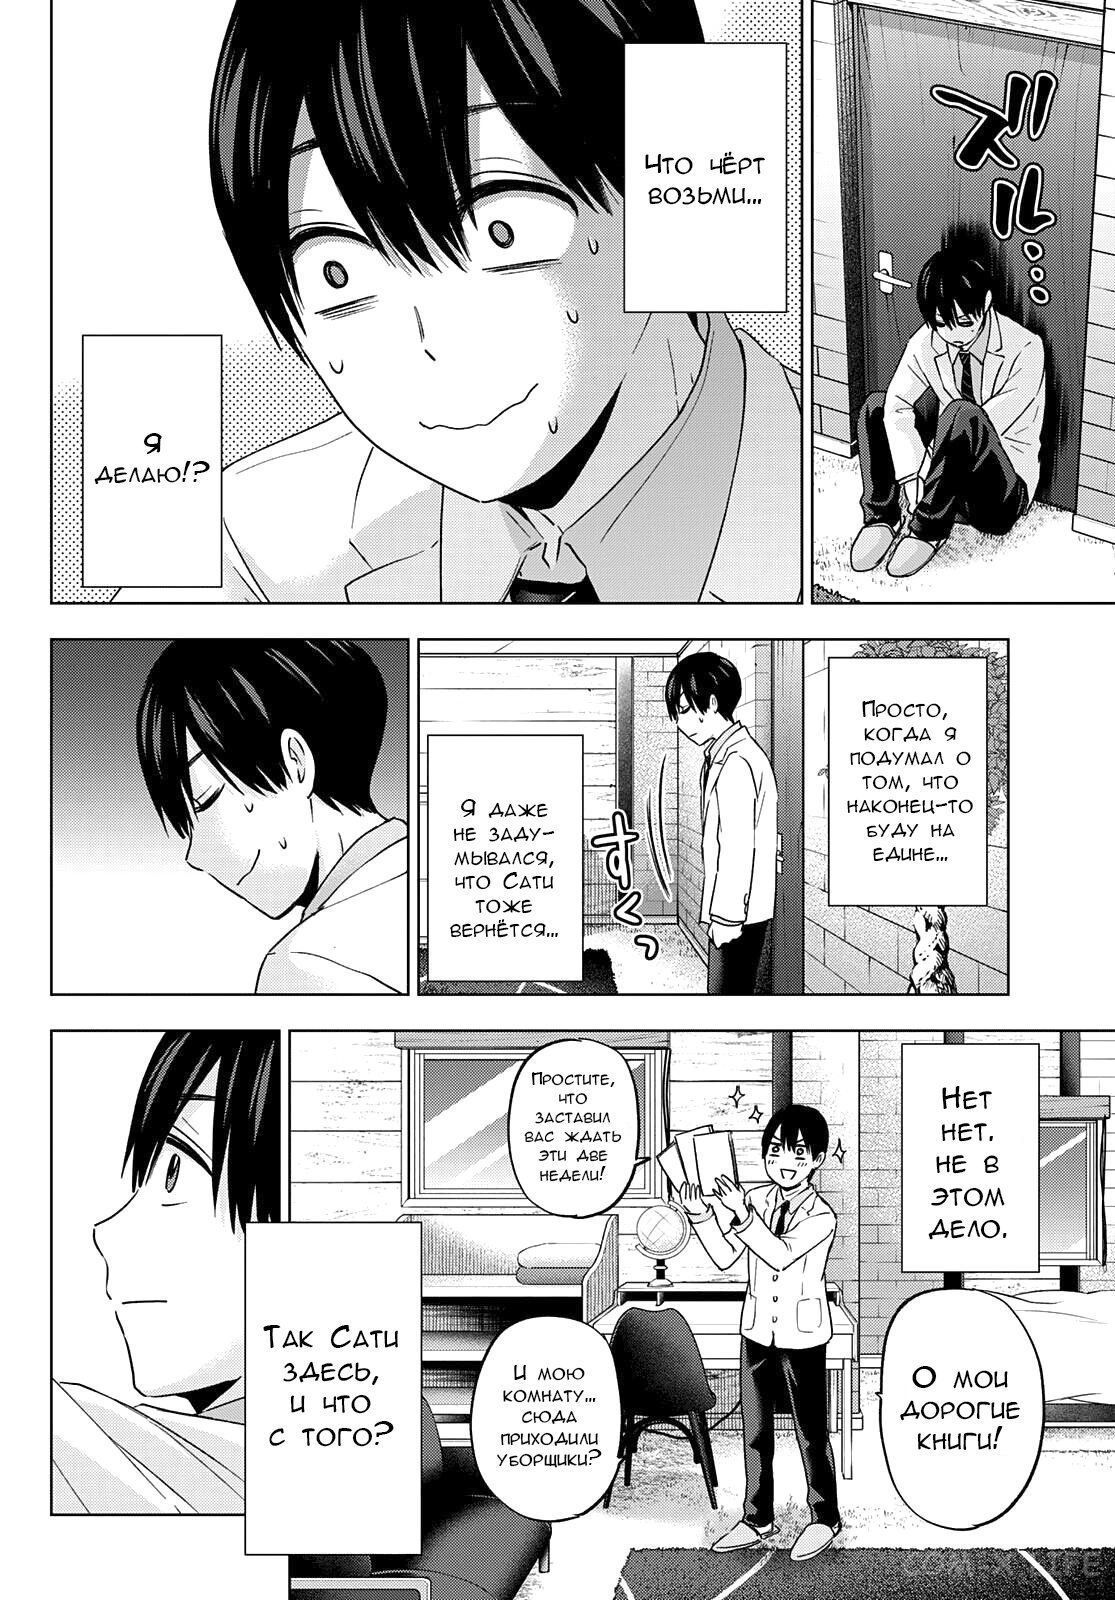 ズル…
Что чёрт
возьми...
Я
делаю!?
Просто,
когда я
подумал о
том, что
наконец-то
буду на
едине...
すくっ
Я даже
не заду-
мывался,
что Сати
тоже
вернётся...
Нет
нет.
не в
этом
дело.
О мои
дорогие
книги!
Простите,
что
заставил
вас ждать
эти две
недели!
И мою
комнату...
сюда
приходили
уборщики?
Так Сати
здесь,
и что
с того?